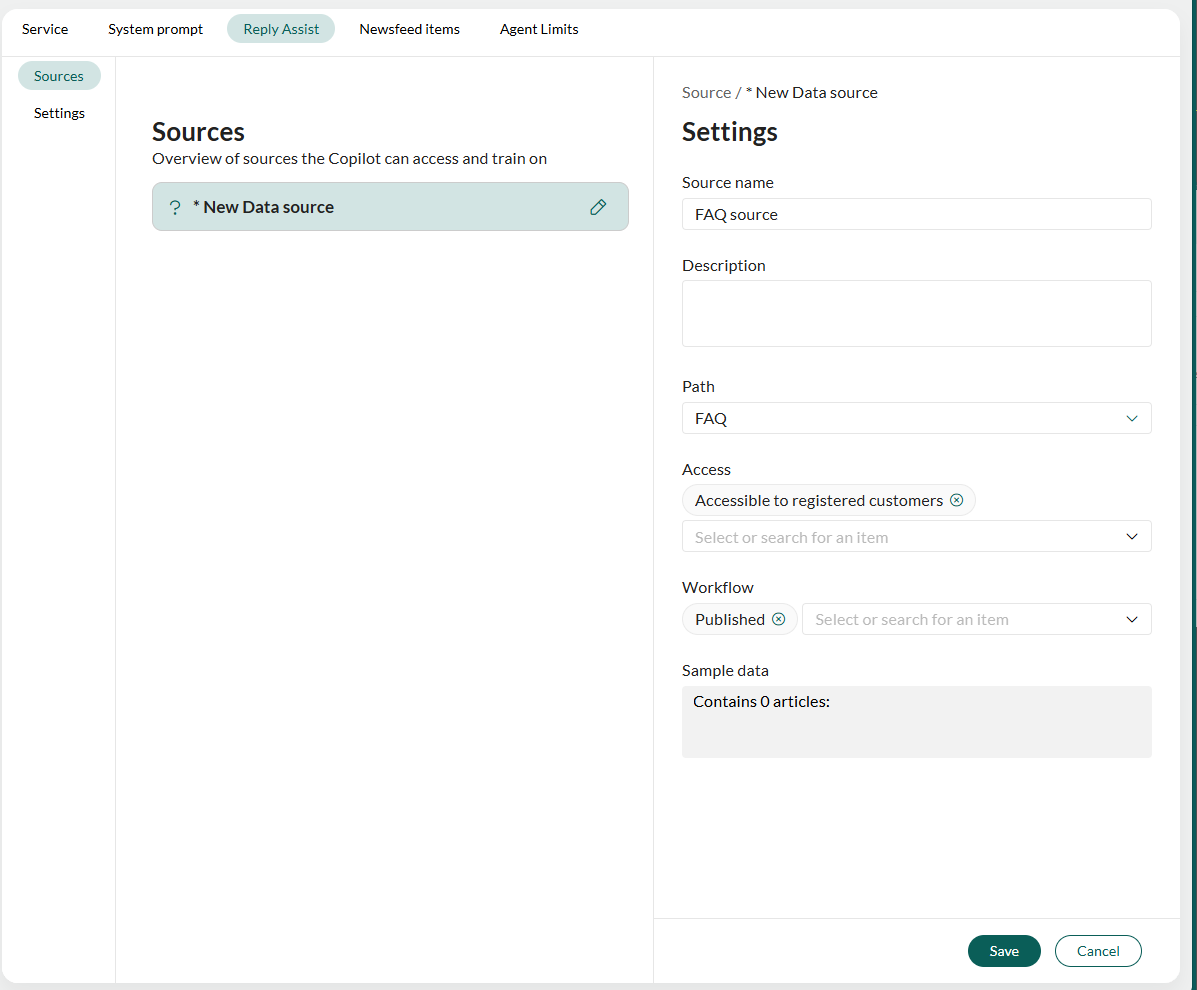 Service System prompt Reply Assist Newsfeed items Agent Limits
Sources
Settings
Sources
Overview of sources the Copilot can access and train on
? * New Data source
Source / * New Data source
Settings
Source name
FAQ source
Description
Path
FAQ
Access
Accessible to registered customers
Select or search for an item
Workflow
Published Select or search for an item
Sample data
Contains 0 articles:
Save Cancel